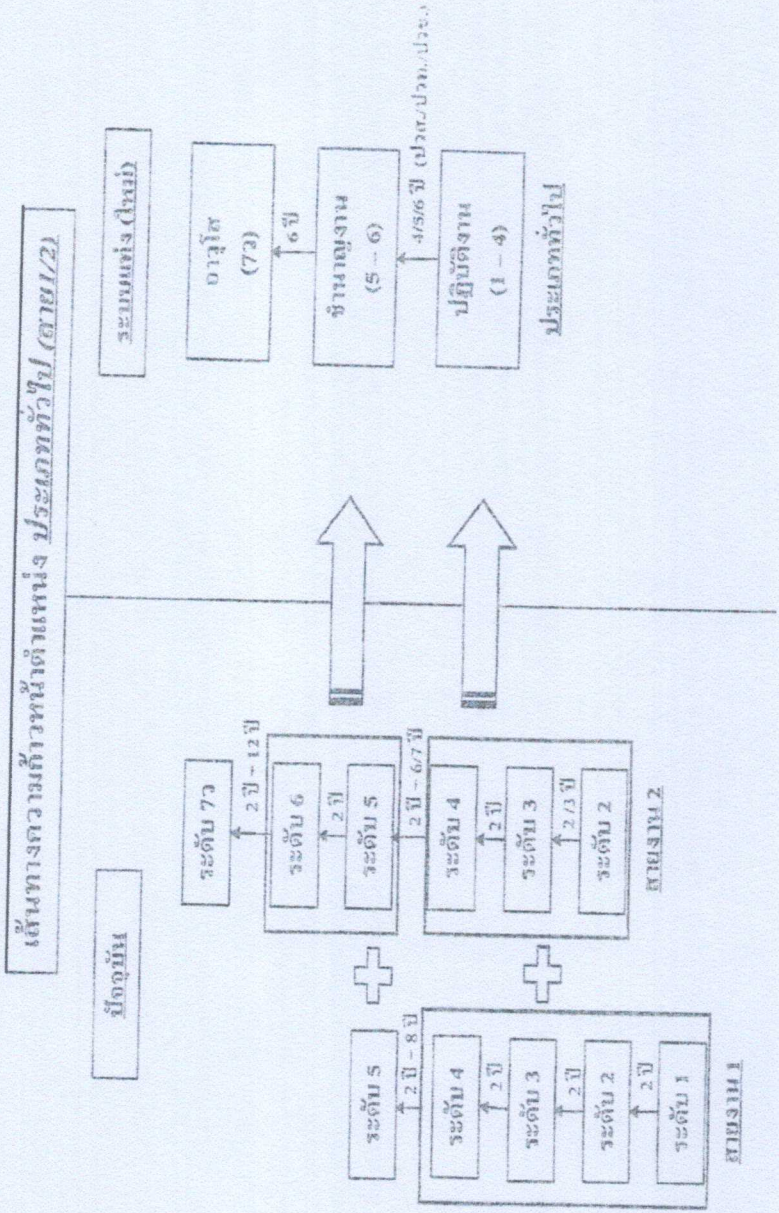 เส้นทางความก้าวหน้าตำแหน่ง ประเภททั่วไป (สาย1/2)
ปัจจุบัน
ระดับ 5
2 ปี – 8 ปี
ระดับ 4
2 ปี
ระดับ 3
2 ปี
ระดับ 2
2 ปี
ระดับ 1
สายงาน 1
ระดับ 7ว
2 ปี – 12 ปี
ระดับ 6
2 ปี
ระดับ 5
2 ปี – 6/7 ปี
ระดับ 4
2 ปี
ระดับ 3
2 /3 ปี
ระดับ 2
สายงาน 2
ระบบแท่ง (ใหม่)
อาวุโส
(7ว)
6 ปี
ชำนาญงาน
(5 – 6)
4/5/6 ปี (ปวส./ปวท./ปวช.)
ปฏิบัติงาน
(1 – 4)
ประเภททั่วไป